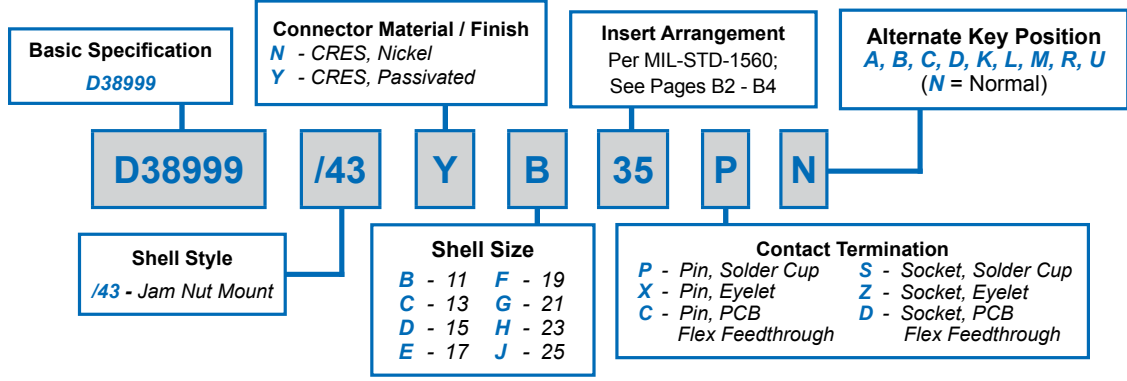 Basic Specification
D38999
Connector Material / Finish
N - CRES, Nickel
Y - CRES, Passivated
Insert Arrangement
Per MIL-STD-1560;
See Pages B2 - B4
Alternate Key Position
A, B, C, D, K, L, M, R, U
(N = Normal)
D38999 /43 Y B 35 P N
Shell Style
/43 - Jam Nut Mount
Shell Size
B - 11 F - 19
C - 13 G - 21
D - 15 H - 23
E - 17 J - 25
Contact Termination
P - Pin, Solder Cup S - Socket, Solder Cup
X - Pin, Eyelet Z - Socket, Eyelet
C - Pin, PCB D - Socket, PCB
Flex Feedthrough Flex Feedthrough